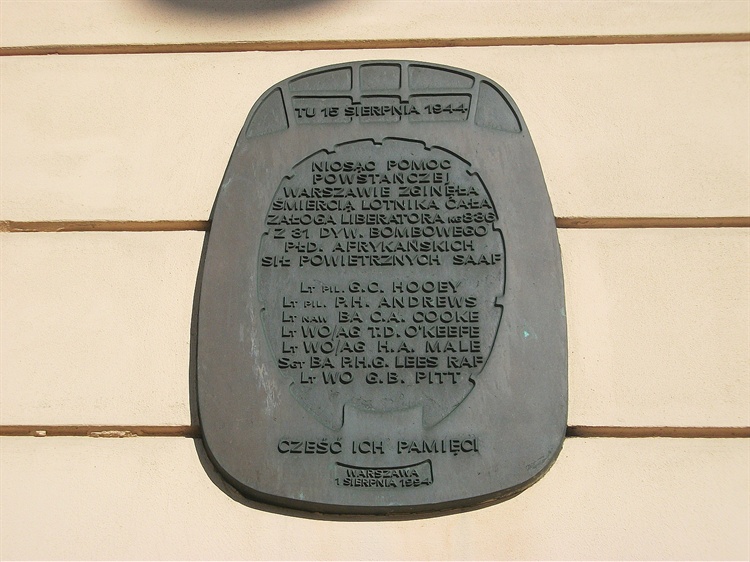 TU 15 SIERPNIA 1944
NIOSĄC POMOC
POWSTAŃCZEJ
WARSZAWIE ZGINĘŁA
ŚMIERCIĄ LOTNIKA CAŁA
ZAŁOGA LIBERATORA KG 836
Z 31 DYW. BOMBOWEGO
PŁD. AFRYKAŃSKICH
SIŁ POWIETRZNYCH SAAF
LT PIL. G.C. HOOEY
LT PIL. P.H. ANDREWS
LT NAW BA C.A. COOKE
LT WO/AG T.D. O'KEEFE
LT WO/AG H.A. MALE
SGT BA P.H.G. LEES RAF
LT WO G.B. PITT
CZEŚĆ ICH PAMIĘCI
WARSZAWA
1 SIERPNIA 1994